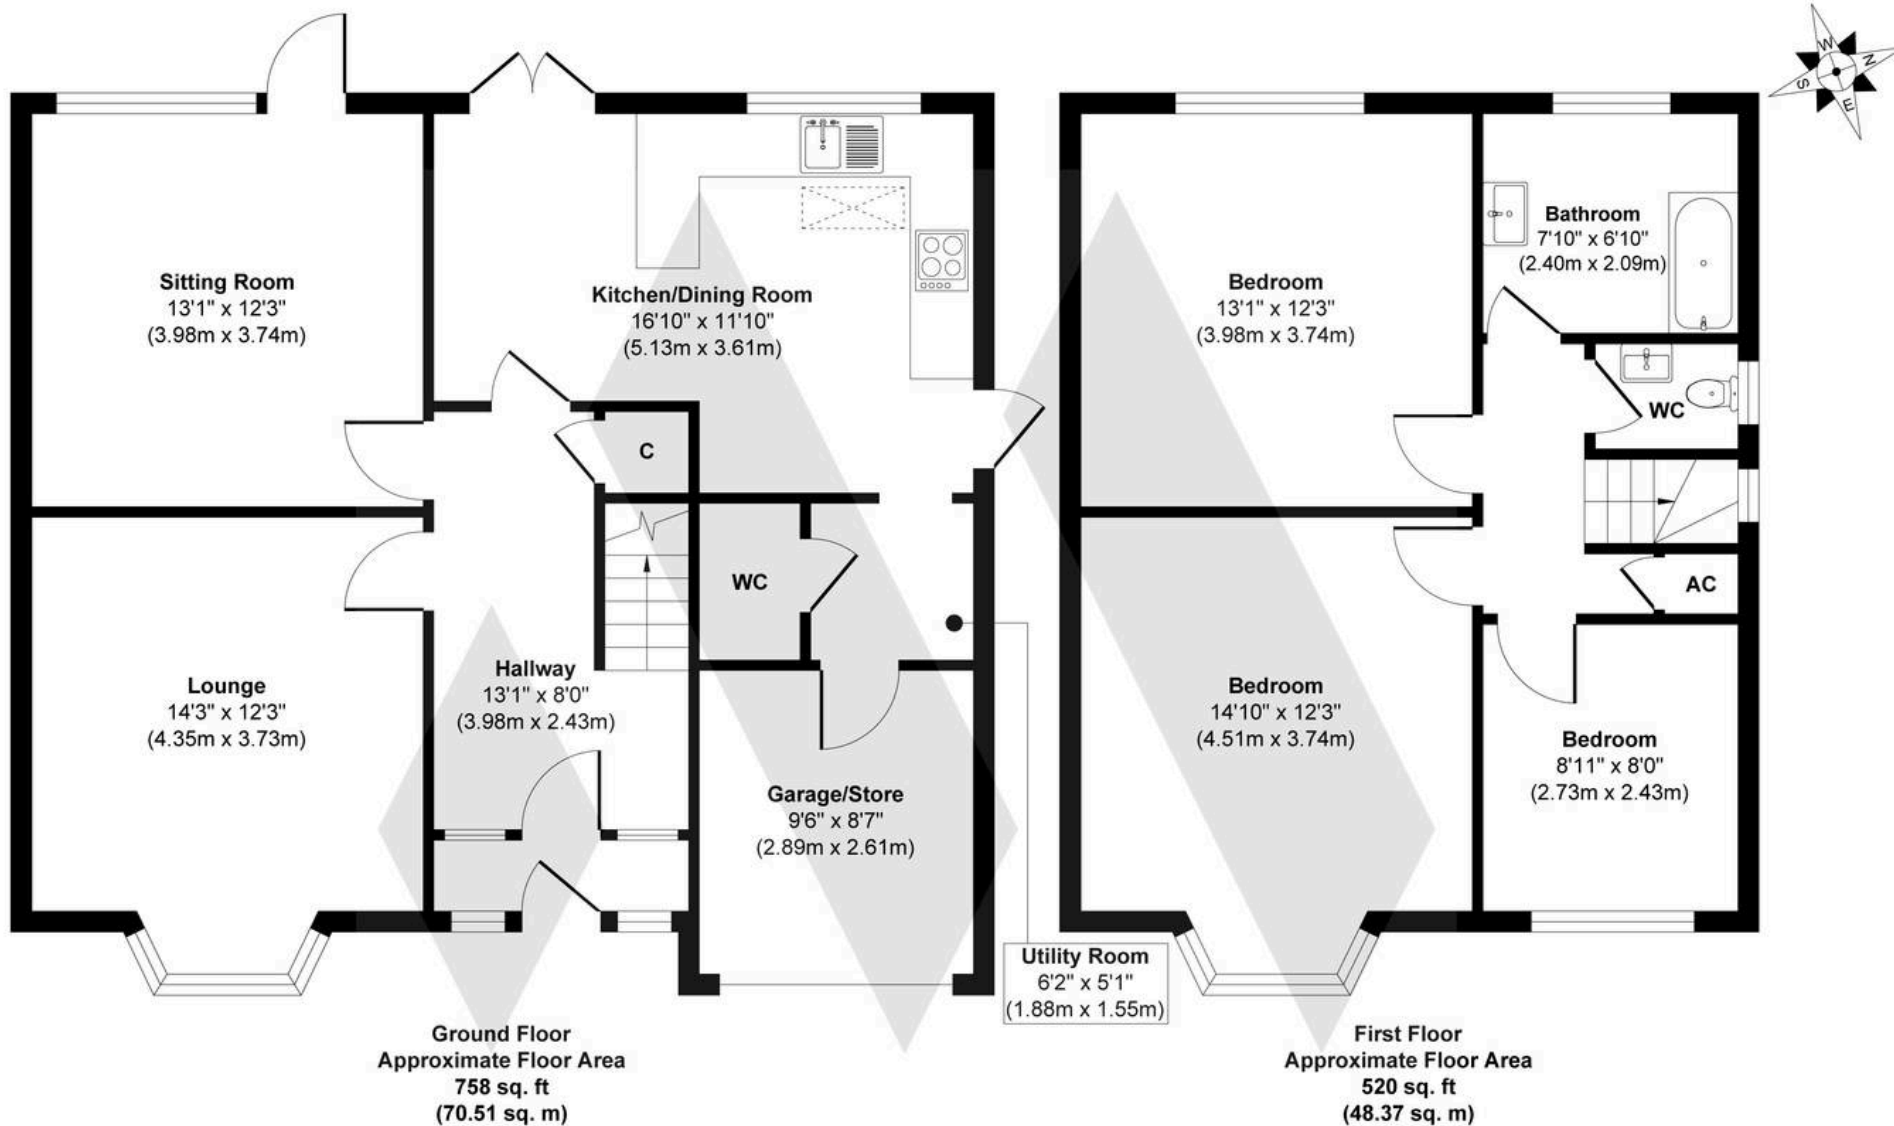 Sitting Room
13'1" x 12'3"
(3.98m x 3.74m)
Kitchen/Dining Room
16'10" x 11'10"
(5.13m x 3.61m)
C
WC
Lounge
14'3" x 12'3"
(4.35m x 3.73m)
Hallway
13'1" x 8'0"
(3.98m x 2.43m)
Garage/Store
9'6" x 8'7"
(2.89m x 2.61m)
Utility Room
6'2" x 5'1"
(1.88m x 1.55m)
Ground Floor
Approximate Floor Area
758 sq. ft
(70.51 sq. m)
W
N
S
E
Bedroom
13'1" x 12'3"
(3.98m x 3.74m)
Bathroom
7'10" x 6'10"
(2.40m x 2.09m)
WC
AC
Bedroom
14'10" x 12'3"
(4.51m x 3.74m)
Bedroom
8'11" x 8'0"
(2.73m x 2.43m)
First Floor
Approximate Floor Area
520 sq. ft
(48.37 sq. m)